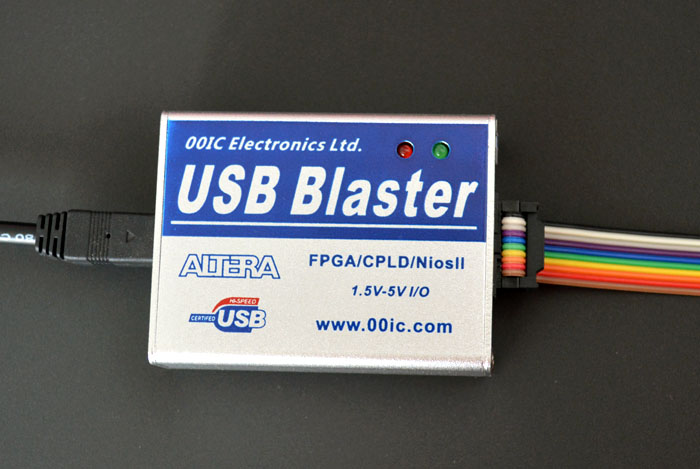 00IC Electronics Ltd.
USB Blaster
ALTERA
FPGA/CPLD/NiosII
1.5V-5V I/O
HI-SPEED
CERTIFIED USB
www.00ic.com